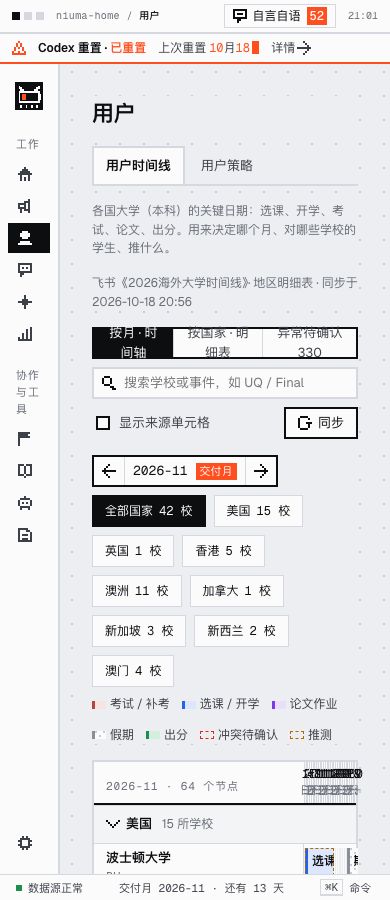 niuma-home / 用户
自言自语 52
21:01
Codex 重置 · 已重置 上次重置 10月18 详情
工作
协作与工具
用户
用户时间线 用户策略
各国大学（本科）的关键日期：选课、开学、考
试、论文、出分。用来决定哪个月、对哪些学校的
学生、推什么。
飞书《2026海外大学时间线》· 地区明细表 · 同步于
2026-10-18 20:56
按月 · 时间轴 按国家 · 明细表 异常待确认 330
搜索学校或事件，如 UQ / Final
显示来源单元格 同步
2026-11 交付月
全部国家 42 校 美国 15 校
英国 1 校 香港 5 校
澳洲 11 校 加拿大 1 校
新加坡 3 校 新西兰 2 校
澳门 4 校
考试 / 补考 选课 / 开学 论文作业
假期 出分 冲突待确认 推测
2026-11 · 64 个节点
美国 15 所学校
波士顿大学
选课
数据源正常 交付月 2026-11 · 还有 13 天 ⌘K 命令